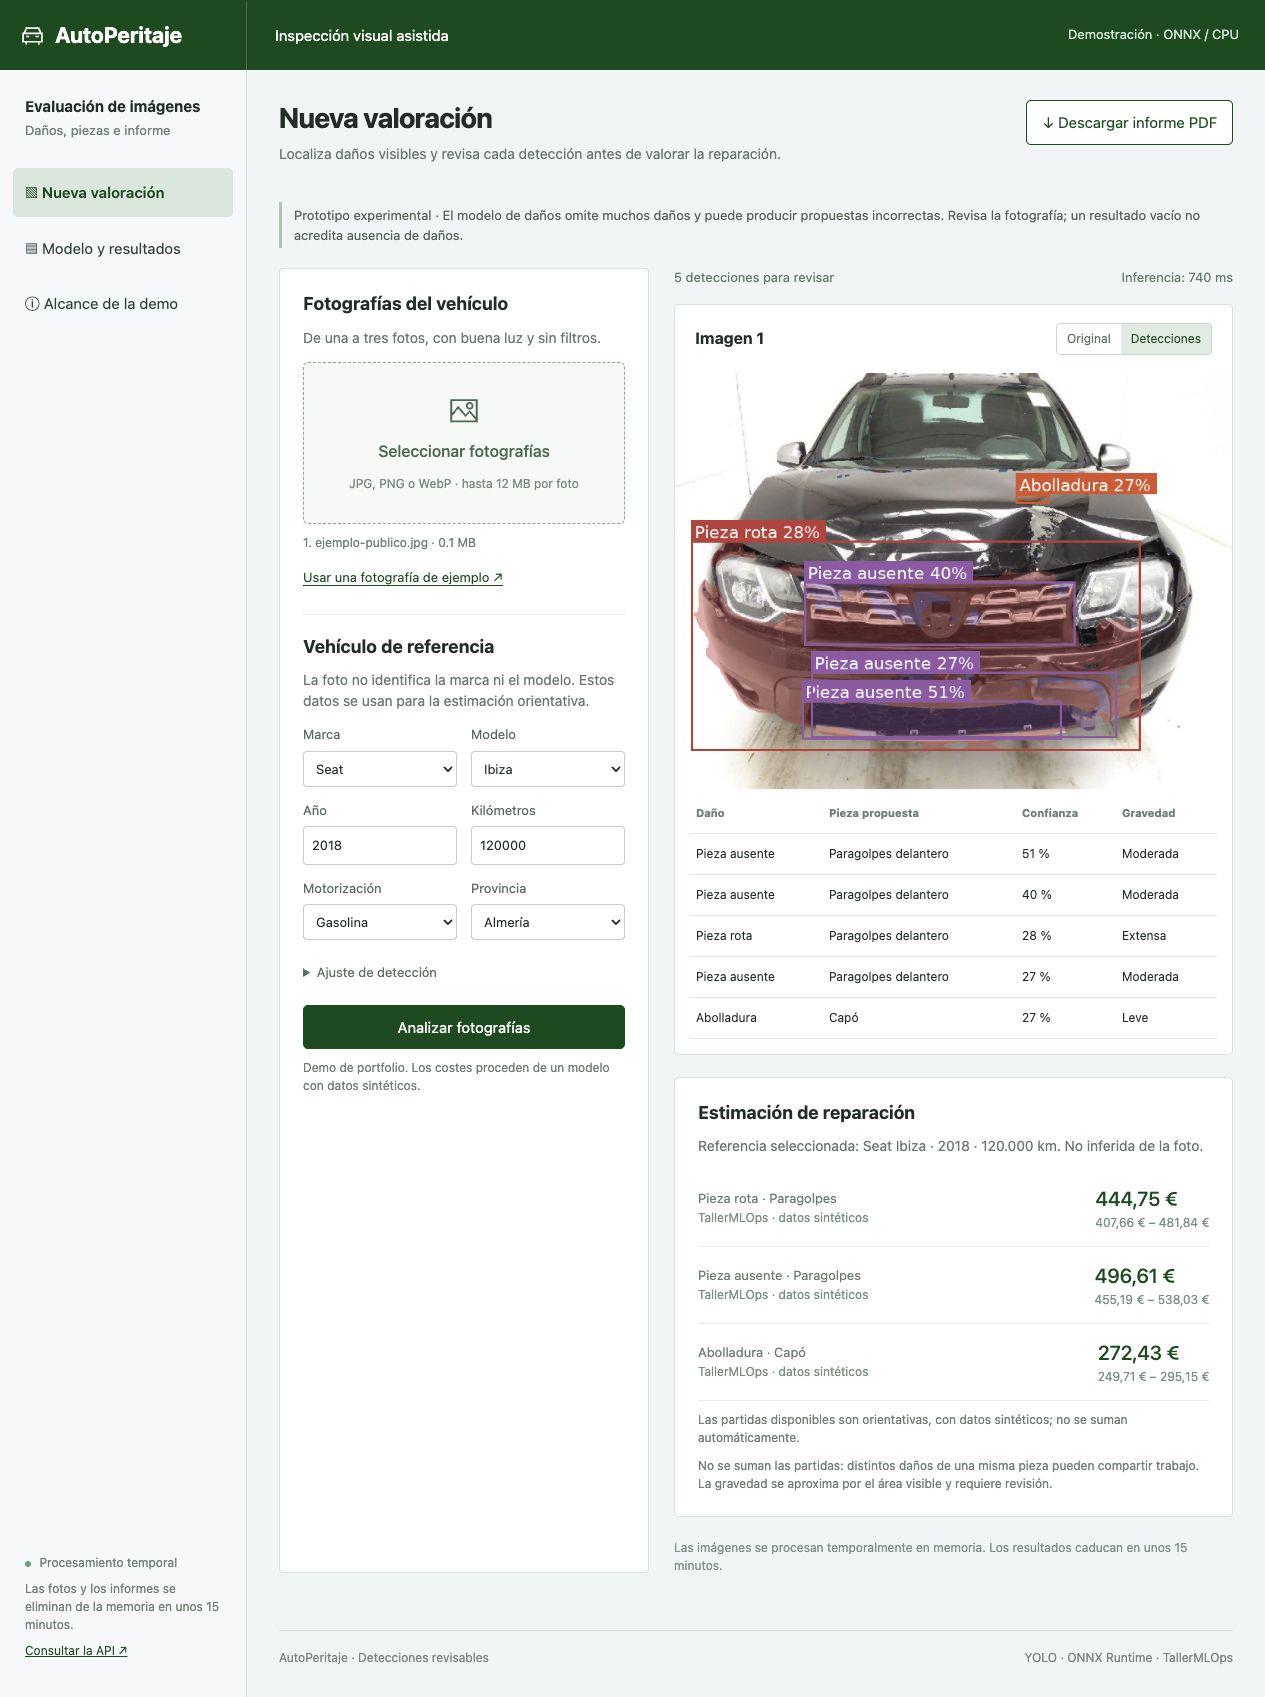 AutoPeritaje
Inspección visual asistida
Demostración · ONNX / CPU
Evaluación de imágenes
Daños, piezas e informe
Nueva valoración
Modelo y resultados
Alcance de la demo
Nueva valoración
↓ Descargar informe PDF
Localiza daños visibles y revisa cada detección antes de valorar la reparación.
Prototipo experimental · El modelo de daños omite muchos daños y puede producir propuestas incorrectas. Revisa la fotografía; un resultado vacío no
acredita ausencia de daños.
Fotografías del vehículo
De una a tres fotos, con buena luz y sin filtros.
Seleccionar fotografías
JPG, PNG o WebP · hasta 12 MB por foto
1. ejemplo-publico.jpg · 0.1 MB
Usar una fotografía de ejemplo ↗
Vehículo de referencia
La foto no identifica la marca ni el modelo. Estos
datos se usan para la estimación orientativa.
Marca Modelo
Seat Ibiza
Año Kilómetros
2018 120000
Motorización Provincia
Gasolina Almería
Ajuste de detección
Analizar fotografías
Demo de portfolio. Los costes proceden de un modelo
con datos sintéticos.
5 detecciones para revisar
Inferencia: 740 ms
Imagen 1
Original Detecciones
Abolladura 27%
Pieza rota 28%
Pieza ausente 40%
Pieza ausente 27%
Pieza ausente 51%
Daño Pieza propuesta Confianza Gravedad
Pieza ausente Paragolpes delantero 51 % Moderada
Pieza ausente Paragolpes delantero 40 % Moderada
Pieza rota Paragolpes delantero 28 % Extensa
Pieza ausente Paragolpes delantero 27 % Moderada
Abolladura Capó 27 % Leve
Estimación de reparación
Referencia seleccionada: Seat Ibiza · 2018 · 120.000 km. No inferida de la foto.
Pieza rota · Paragolpes
TallerMLOps · datos sintéticos
444,75 €
407,66 € – 481,84 €
Pieza ausente · Paragolpes
TallerMLOps · datos sintéticos
496,61 €
455,19 € – 538,03 €
Abolladura · Capó
TallerMLOps · datos sintéticos
272,43 €
249,71 € – 295,15 €
Las partidas disponibles son orientativas, con datos sintéticos; no se suman
automáticamente.
No se suman las partidas: distintos daños de una misma pieza pueden compartir trabajo.
La gravedad se aproxima por el área visible y requiere revisión.
Las imágenes se procesan temporalmente en memoria. Los resultados caducan en unos 15
minutos.
Procesamiento temporal
Las fotos y los informes se
eliminan de la memoria en unos 15
minutos.
Consultar la API ↗
AutoPeritaje · Detecciones revisables
YOLO · ONNX Runtime · TallerMLOps